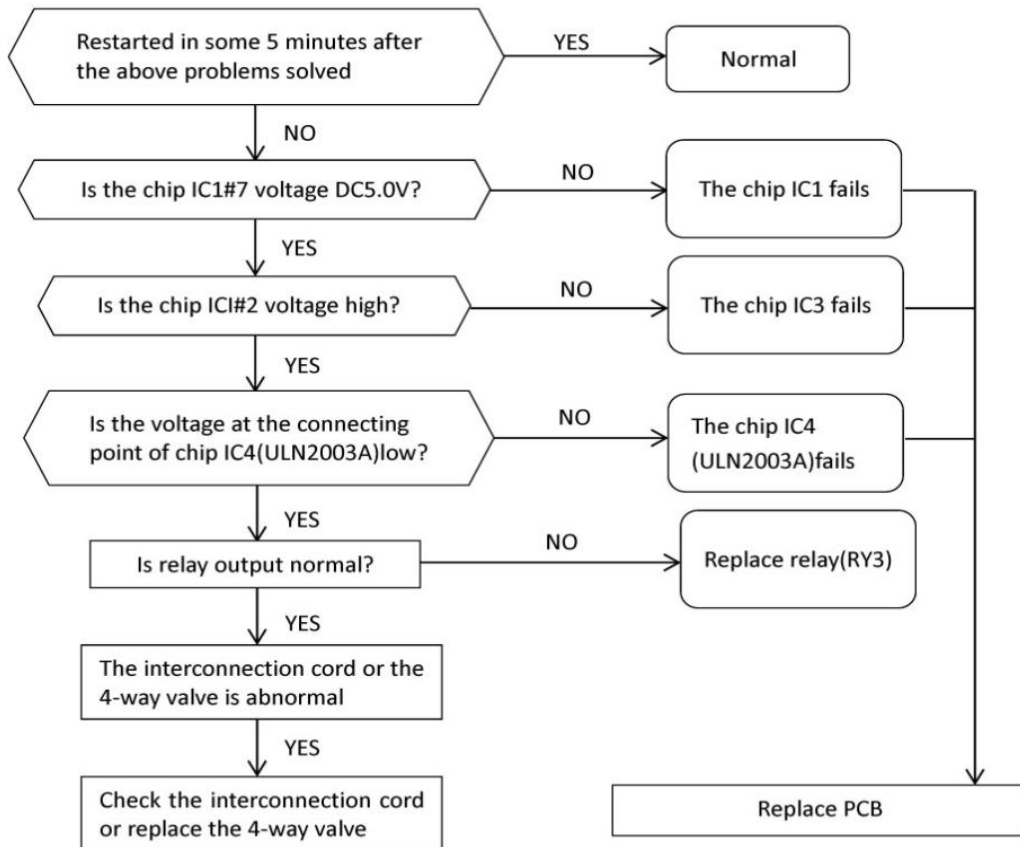 Restarted in some 5 minutes after
the above problems solved
YES
Normal
NO
Is the chip IC1#7 voltage DC5.0V?
NO
The chip IC1 fails
YES
Is the chip ICI#2 voltage high?
NO
The chip IC3 fails
YES
Is the voltage at the connecting
point of chip IC4(ULN2003A)low?
NO
The chip IC4
(ULN2003A)fails
YES
Is relay output normal?
NO
Replace relay(RY3)
YES
The interconnection cord or the
4-way valve is abnormal
YES
Check the interconnection cord
or replace the 4-way valve
Replace PCB